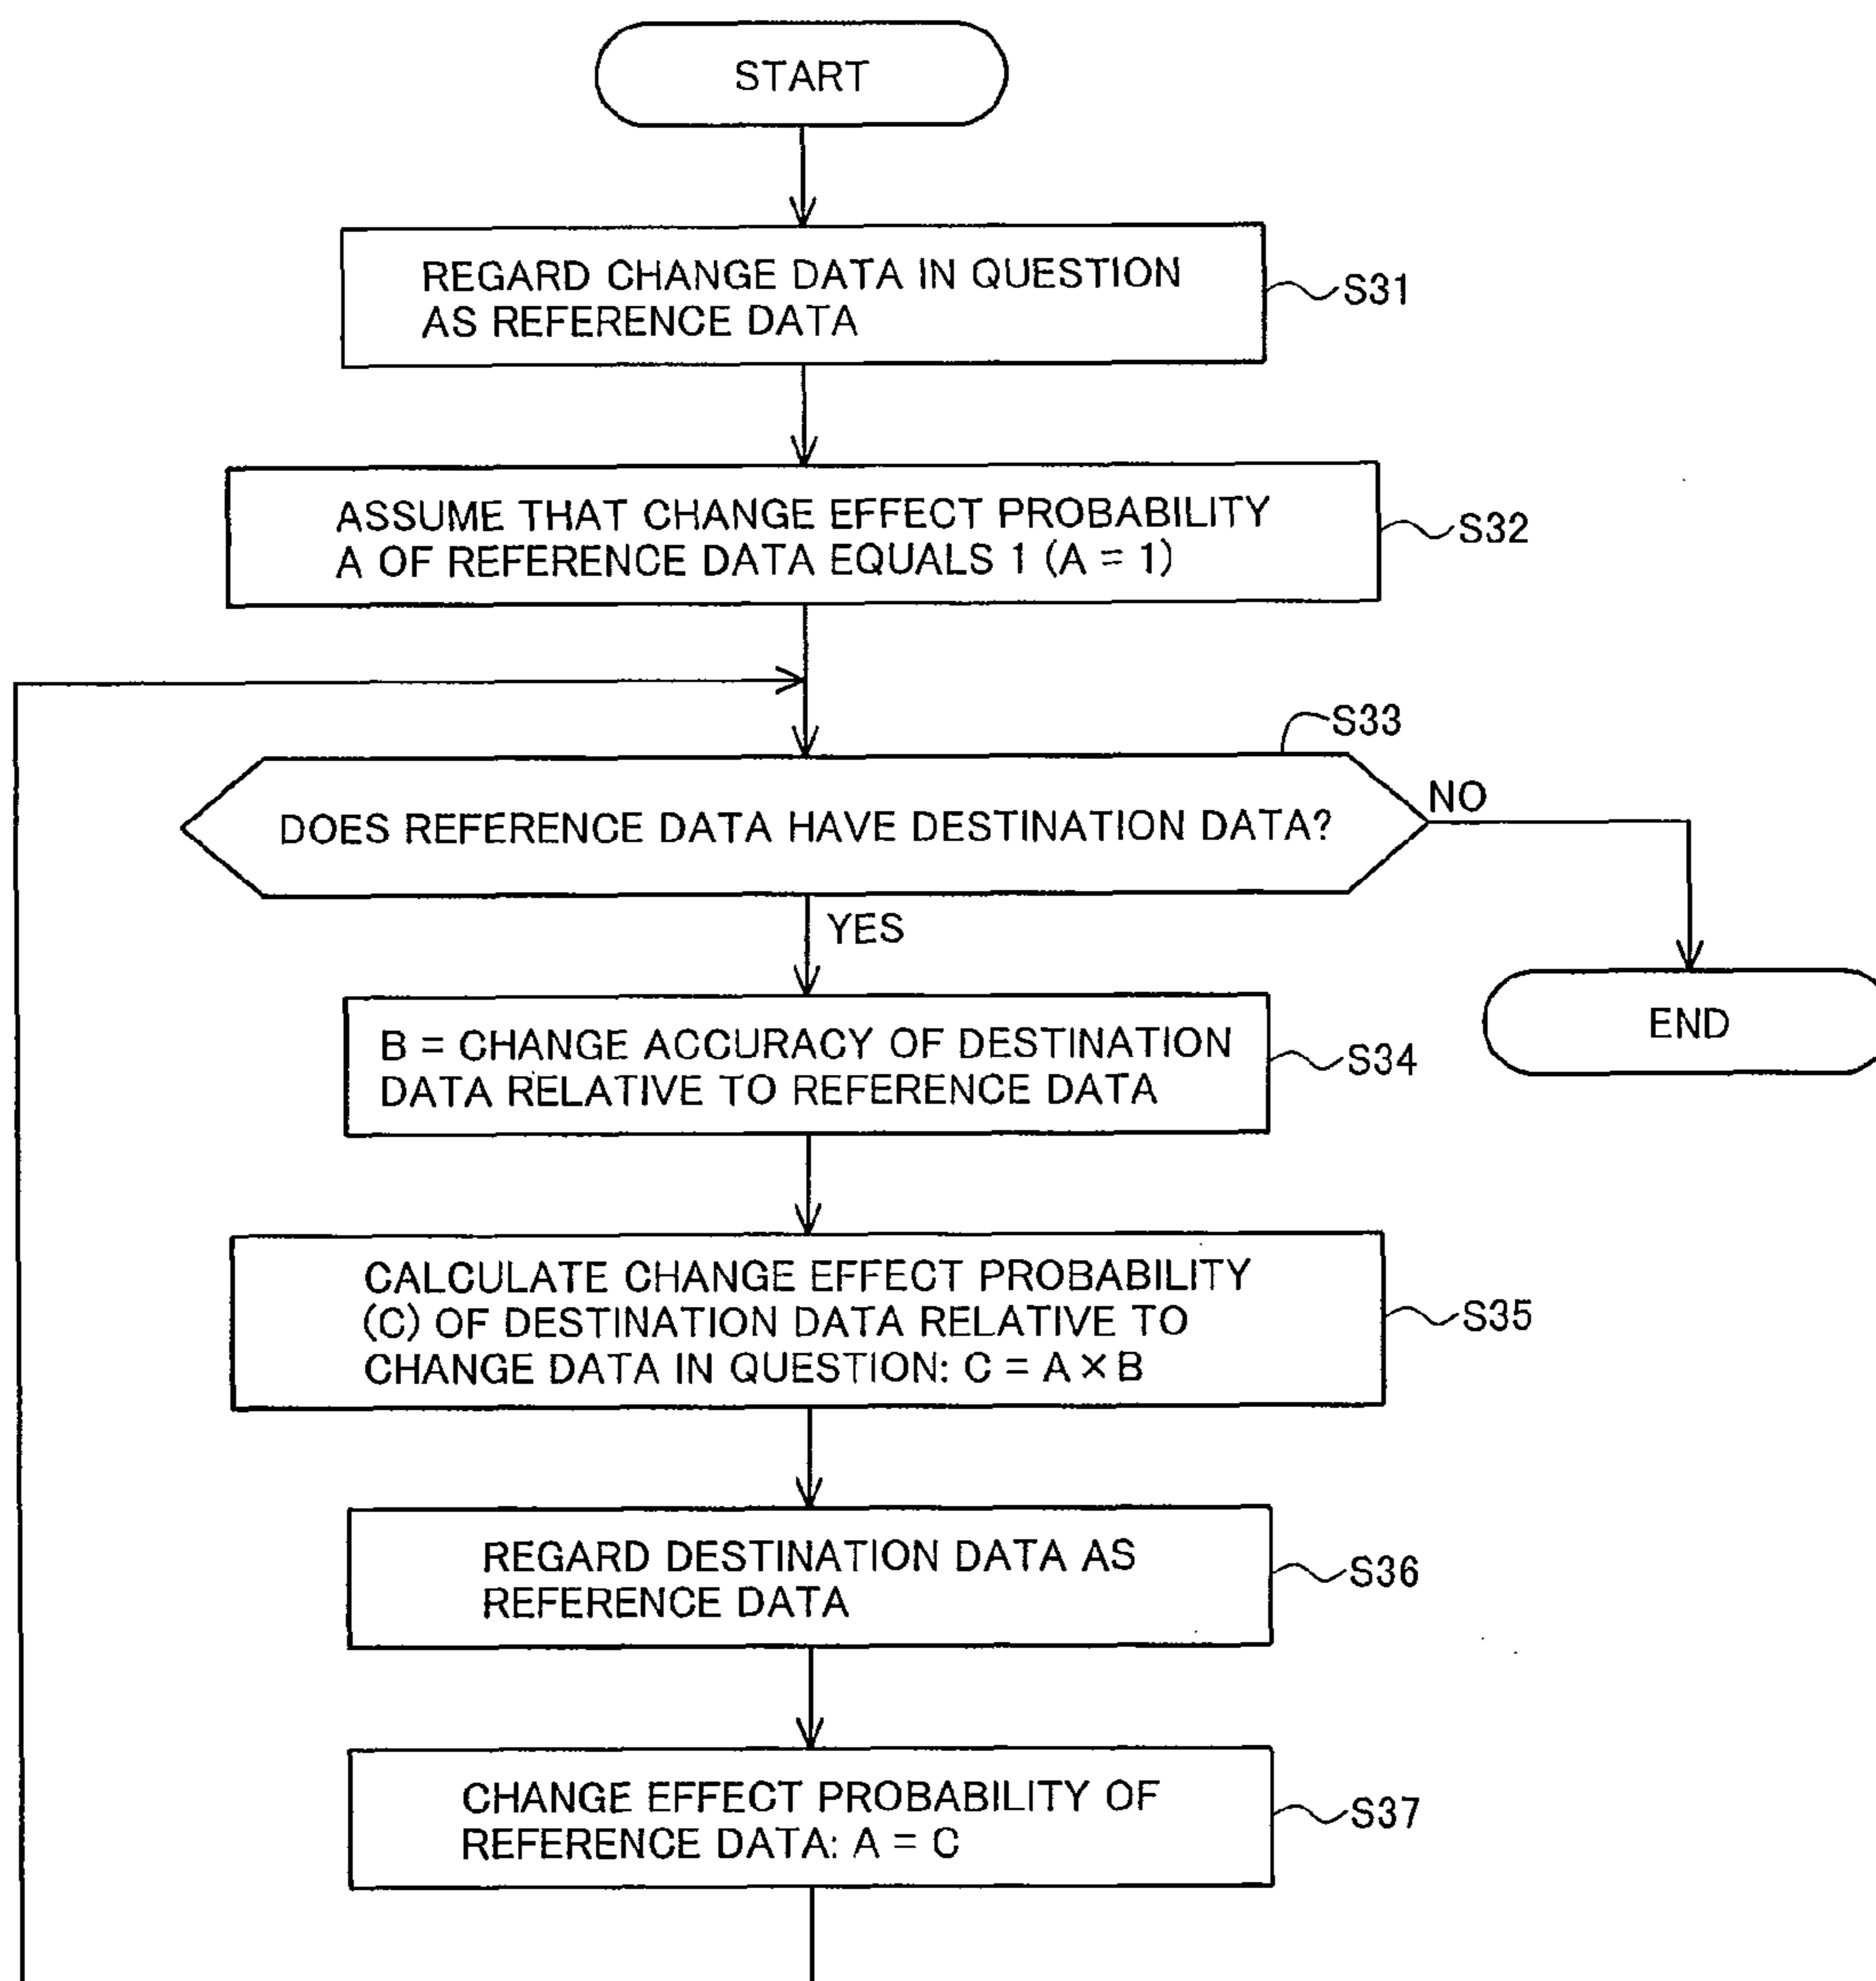 START
REGARD CHANGE DATA IN QUESTION
AS REFERENCE DATA
S31
ASSUME THAT CHANGE EFFECT PROBABILITY
A OF REFERENCE DATA EQUALS 1 (A = 1)
S32
S33
DOES REFERENCE DATA HAVE DESTINATION DATA?
NO
YES
END
B = CHANGE ACCURACY OF DESTINATION
DATA RELATIVE TO REFERENCE DATA
S34
CALCULATE CHANGE EFFECT PROBABILITY
(C) OF DESTINATION DATA RELATIVE TO
CHANGE DATA IN QUESTION: C = A × B
S35
REGARD DESTINATION DATA AS
REFERENCE DATA
S36
CHANGE EFFECT PROBABILITY OF
REFERENCE DATA: A = C
S37